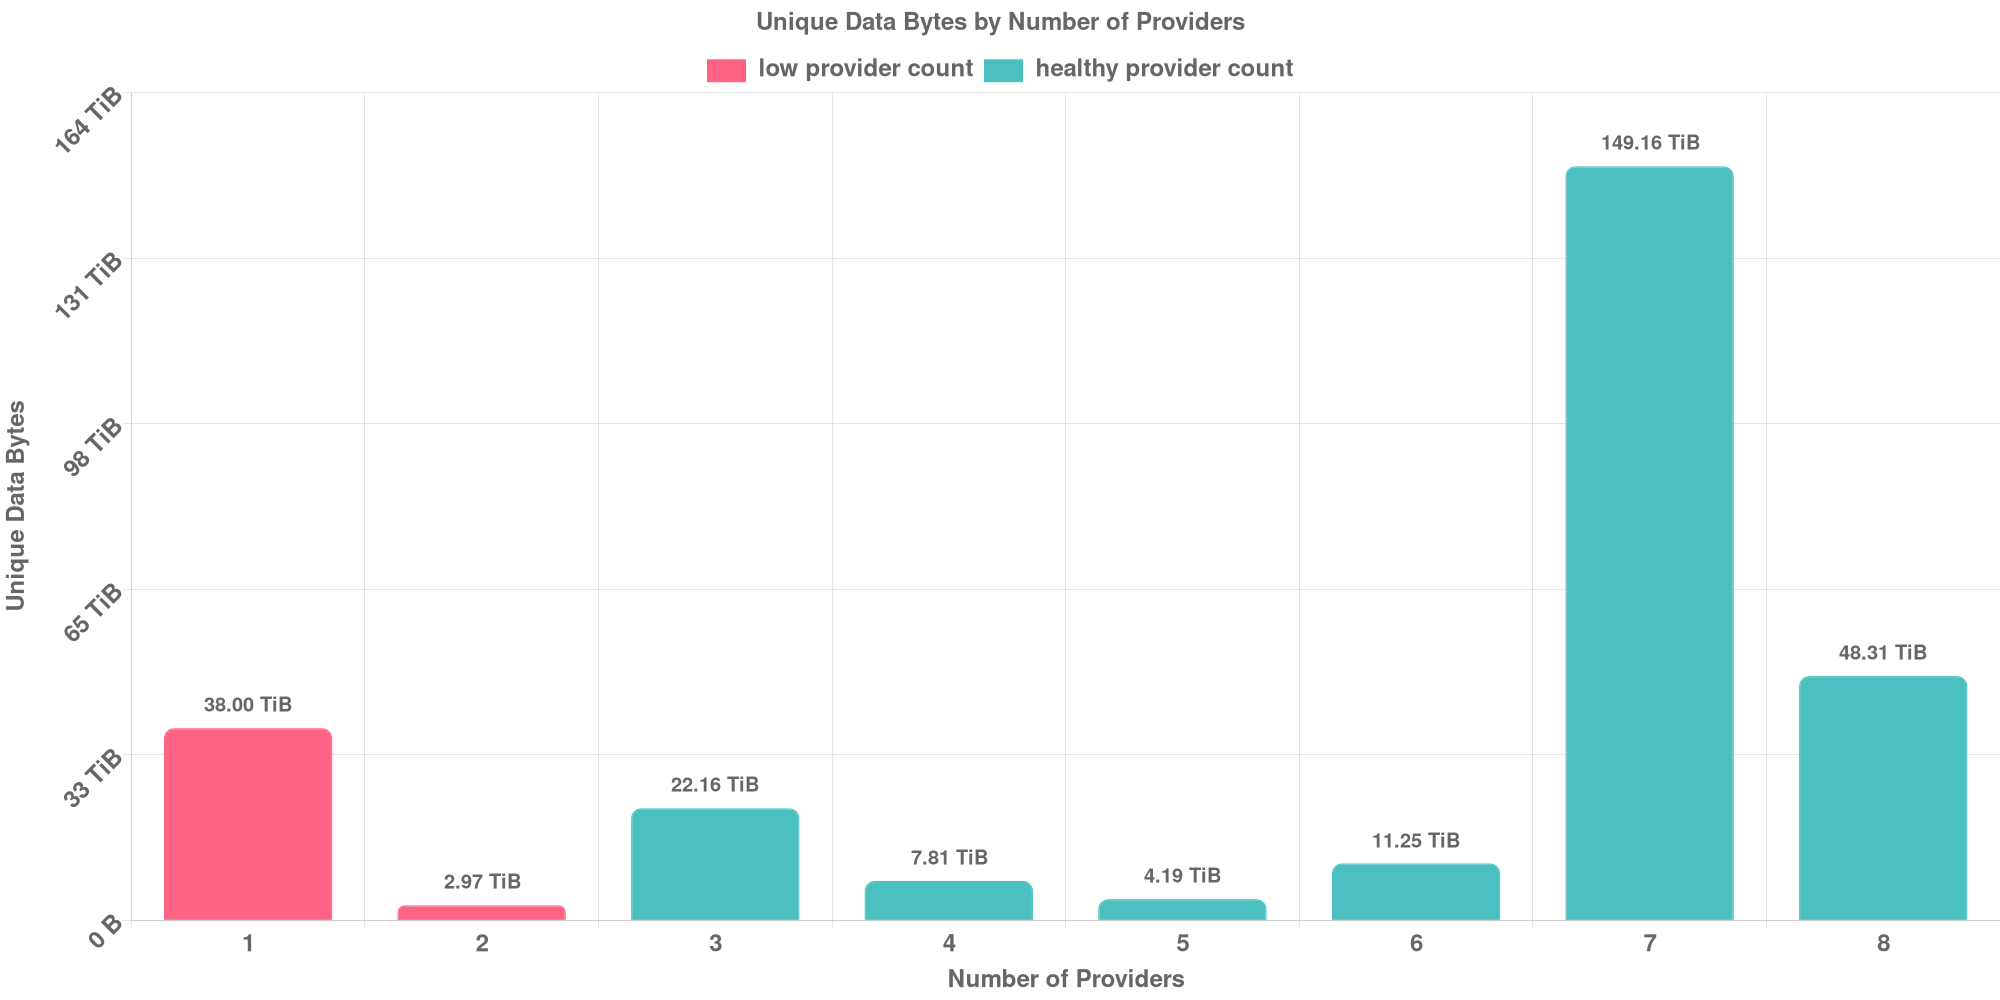 Unique Data Bytes by Number of Providers
low provider count healthy provider count
164 TiB
131 TiB
98 TiB
65 TiB
33 TiB
0 B
Unique Data Bytes
38.00 TiB
2.97 TiB
22.16 TiB
7.81 TiB
4.19 TiB
11.25 TiB
149.16 TiB
48.31 TiB
1 2 3 4 5 6 7 8
Number of Providers